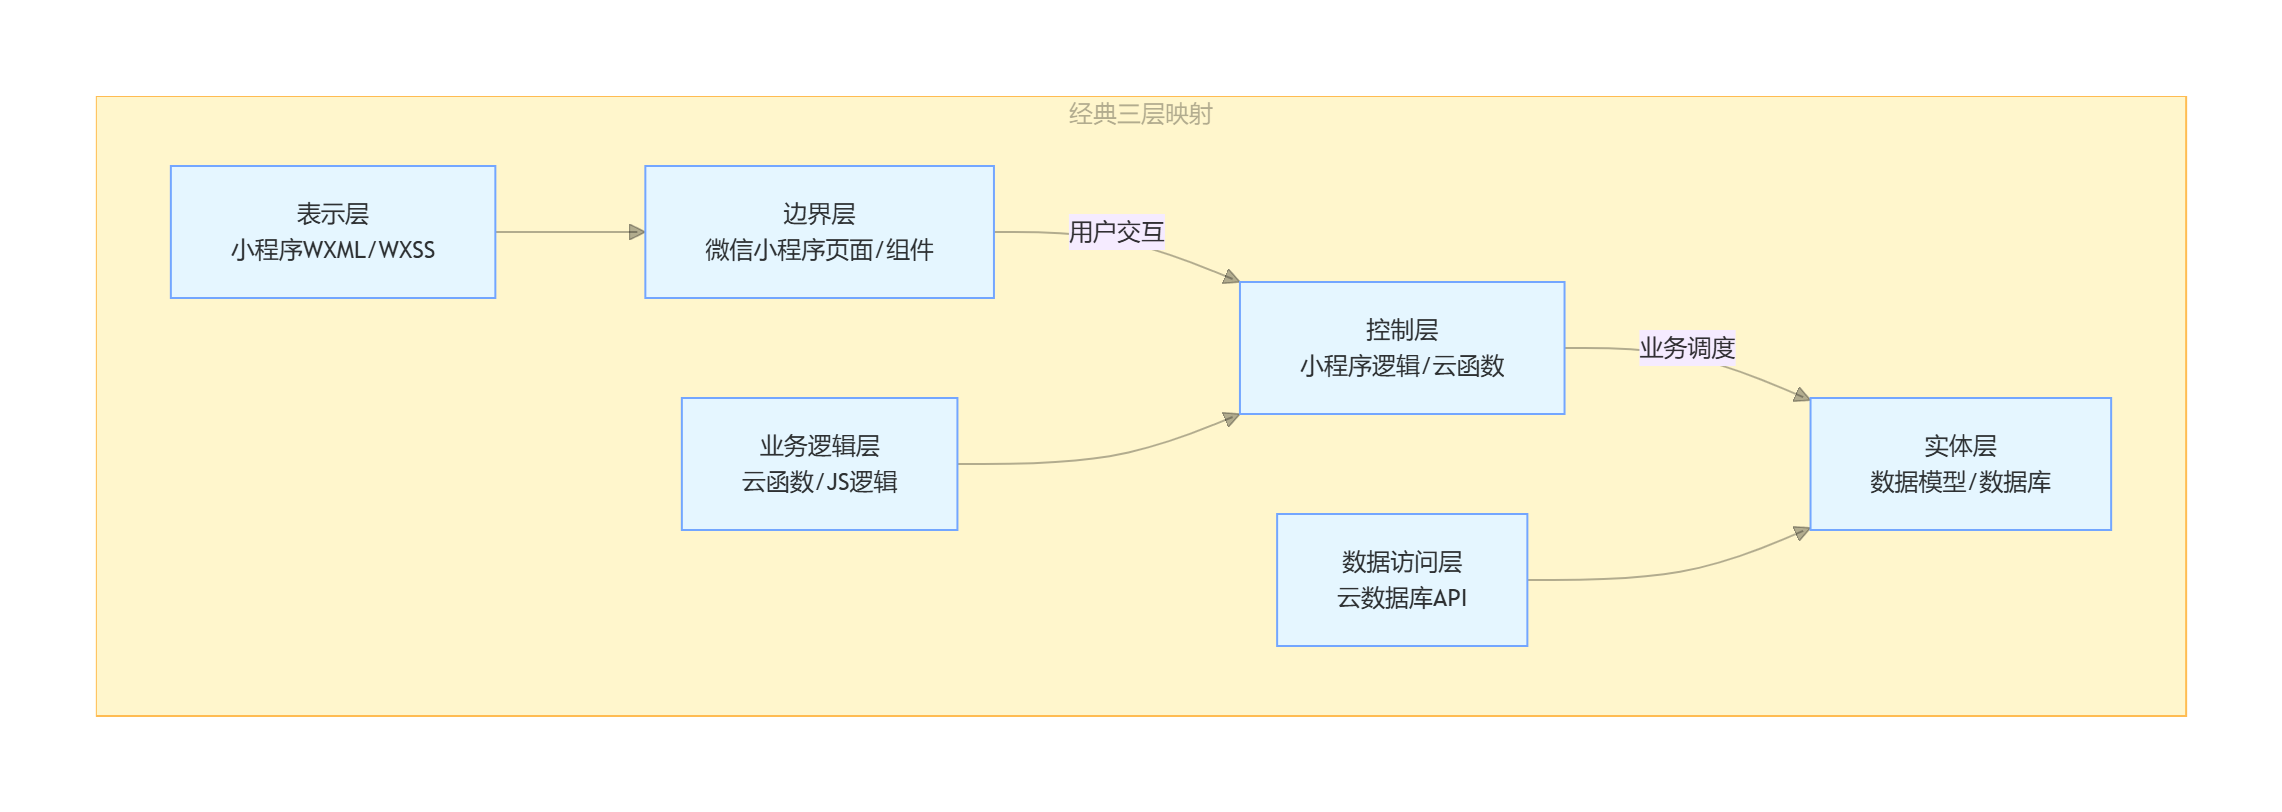 经典三层映射
表示层
小程序WXML/WXSS
边界层
微信小程序页面/组件
用户交互
控制层
小程序逻辑/云函数
业务调度
业务逻辑层
云函数/JS逻辑
实体层
数据模型/数据库
数据访问层
云数据库API